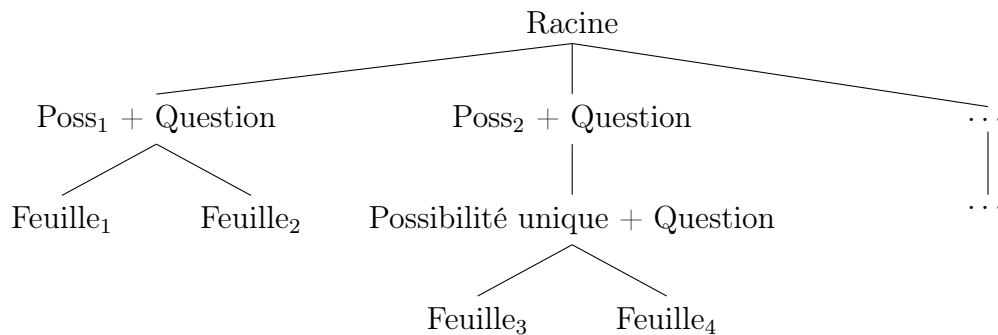 Racine
Poss₁ + Question Poss₂ + Question ...
Feuille₁ Feuille₂ Possibilité unique + Question ...
Feuille₃ Feuille₄